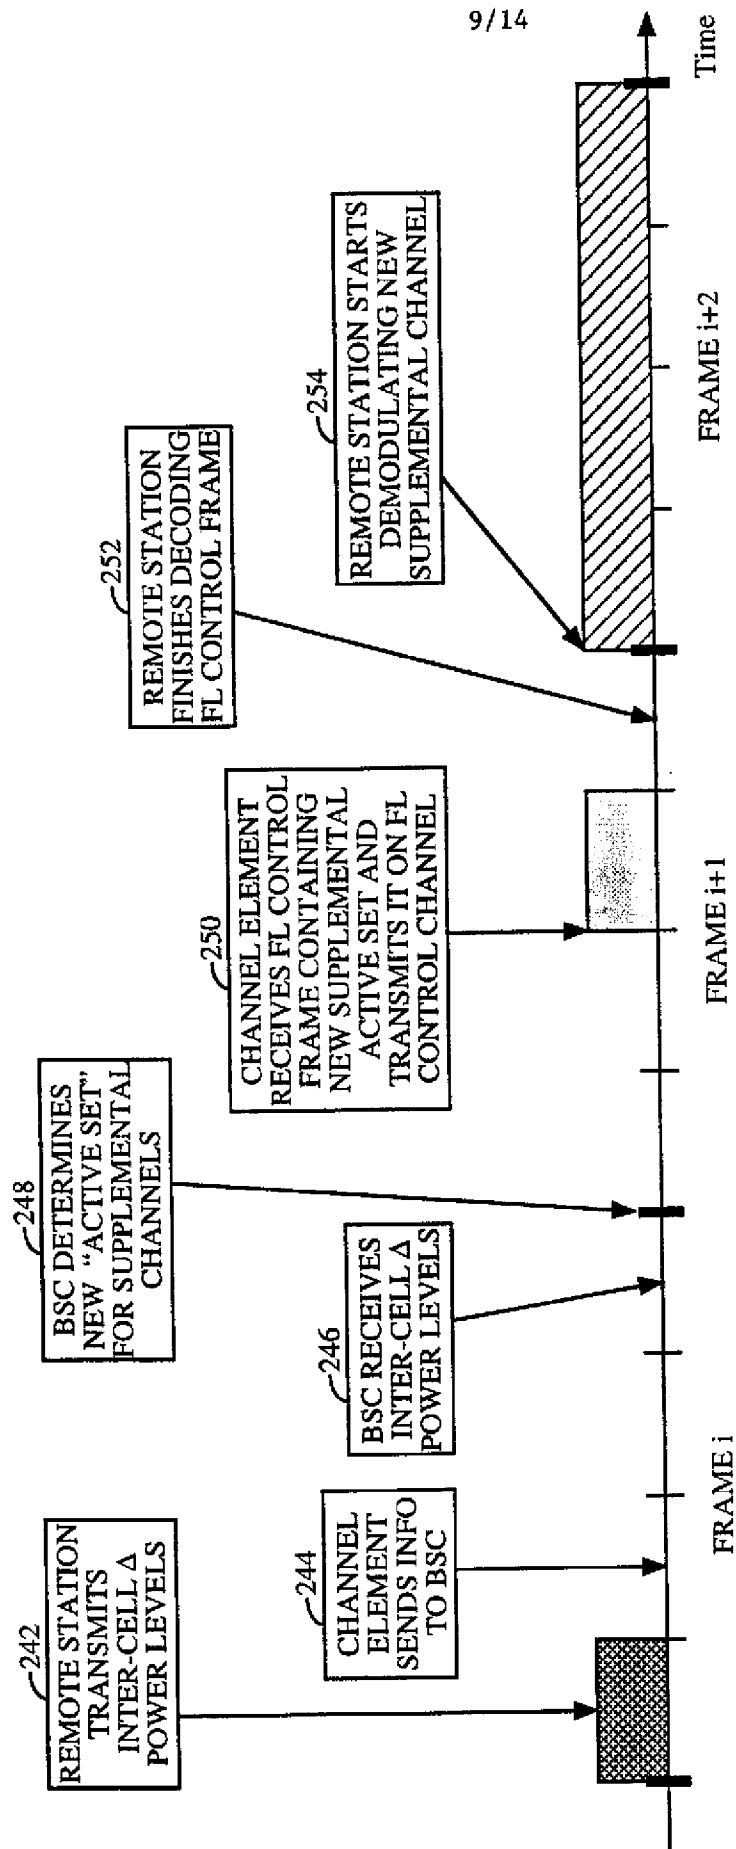 9/14
242
REMOTE STATION
TRANSMITS
INTER-CELL Δ
POWER LEVELS
244
CHANNEL
ELEMENT
SENDS INFO
TO BSC
246
BSC RECEIVES
INTER-CELL Δ
POWER LEVELS
248
BSC DETERMINES
NEW “ACTIVE SET”
FOR SUPPLEMENTAL
CHANNELS
250
CHANNEL ELEMENT
RECEIVES FL CONTROL
FRAME CONTAINING
NEW SUPPLEMENTAL
ACTIVE SET AND
TRANSMITS IT ON FL
CONTROL CHANNEL
252
REMOTE STATION
FINISHES DECODING
FL CONTROL FRAME
254
REMOTE STATION STARTS
DEMODULATING NEW
SUPPLEMENTAL CHANNEL
FRAME i
FRAME i+1
FRAME i+2
Time